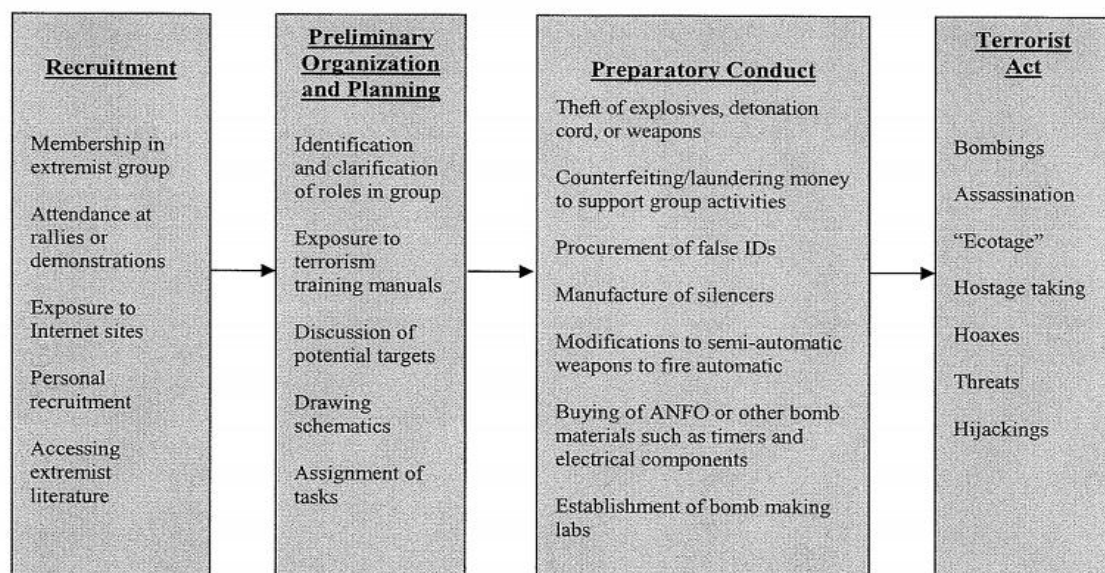 Recruitment
Membership in
extremist group
Attendance at
rallies or
demonstrations
Exposure to
Internet sites
Personal
recruitment
Accessing
extremist
literature
Preliminary
Organization
and Planning
Identification
and clarification
of roles in group
Exposure to
terrorism
training manuals
Discussion of
potential targets
Drawing
schematics
Assignment of
tasks
Preparatory Conduct
Theft of explosives, detonation
cord, or weapons
Counterfeiting/laundering money
to support group activities
Procurement of false IDs
Manufacture of silencers
Modifications to semi-automatic
weapons to fire automatic
Buying of ANFO or other bomb
materials such as timers and
electrical components
Establishment of bomb making
labs
Terrorist
Act
Bombings
Assassination
“Ecotage”
Hostage taking
Hoaxes
Threats
Hijackings